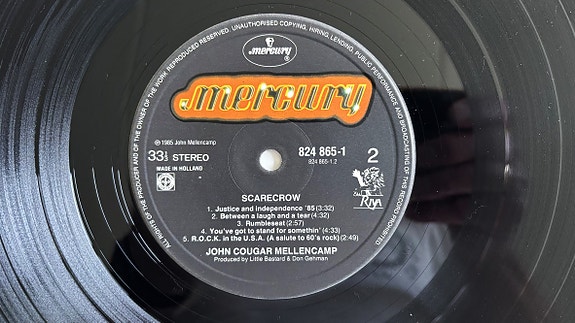 ALL RIGHTS OF THE PRODUCER AND OF THE OWNER OF THE WORK REPRODUCED RESERVED. UNAUTHORISED COPYING, HIRING, LENDING, PUBLIC PERFORMANCE AND BROADCASTING OF THIS RECORD PROHIBITED
mercury ®
mercury
℗ 1985 John Mellencamp
33⅓ STEREO
MADE IN HOLLAND
824 865-1
824 865-1.2
2
Riva
SCARECROW
1. Justice and independence '85 (3:32)
2. Between a laugh and a tear (4:32)
3. Rumbleseat (2:57)
4. You've got to stand for somethin' (4:33)
5. R.O.C.K. in the U.S.A. (A salute to 60's rock) (2:49)
JOHN COUGAR MELLENCAMP
Produced by Little Bastard & Don Gehman